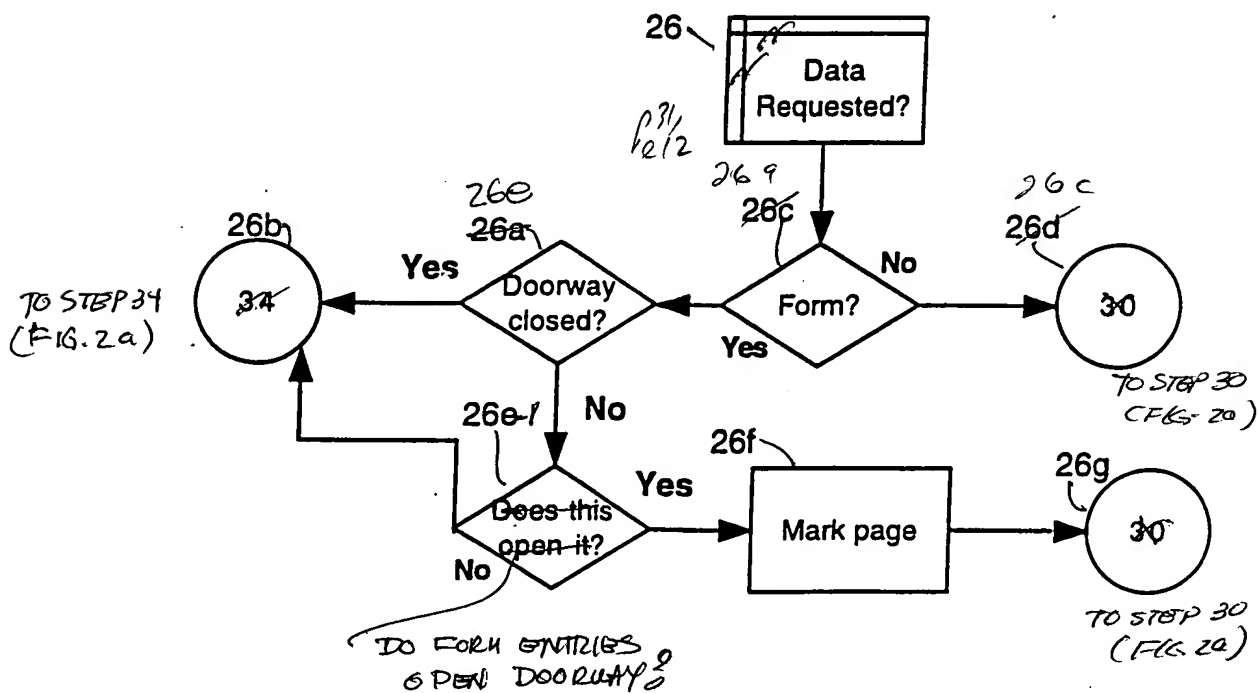 26
Data
Requested?
26a
26c
26c
26d
26e
26a
26b
Yes
Doorway
closed?
Form?
No
Yes
34
30
TO STEP 34
(FIG. 2a)
TO STEP 30
(FIG. 2a)
No
26e-1
Does this
open it?
Yes
No
26f
Mark page
26g
30
TO STEP 30
(FIG. 2a)
DO FORM ENTRIES
OPEN DOORWAY?